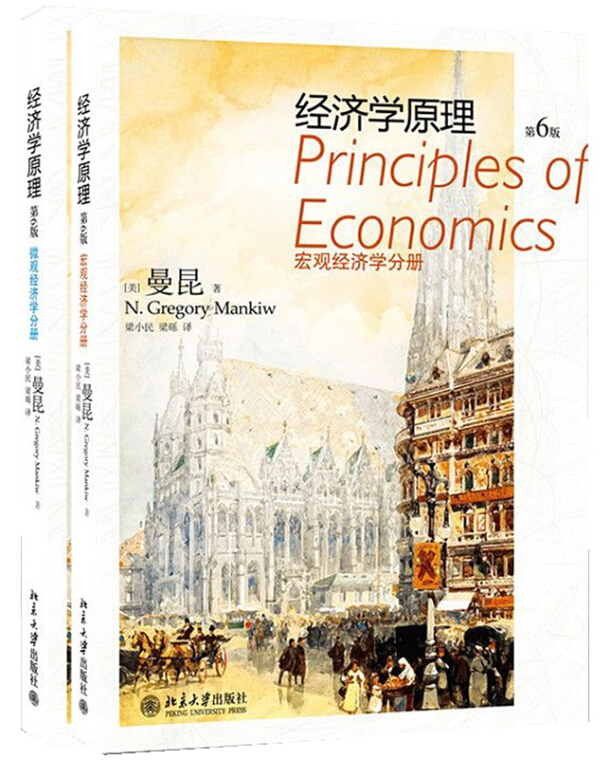 经济学原理 第6版 微观经济学分册
[美] 曼昆 N. Gregory Mankiw 著
梁小民 梁砾 译
北京大学出版社
经济学原理 第6版 宏观经济学分册
[美] 曼昆 N. Gregory Mankiw 著
梁小民 梁砾 译
北京大学出版社
经济学原理 第6版
Principles of
Economics
宏观经济学分册
[美] 曼昆 著
N. Gregory Mankiw
梁小民 梁砾 译
北京大学出版社
PEKING UNIVERSITY PRESS